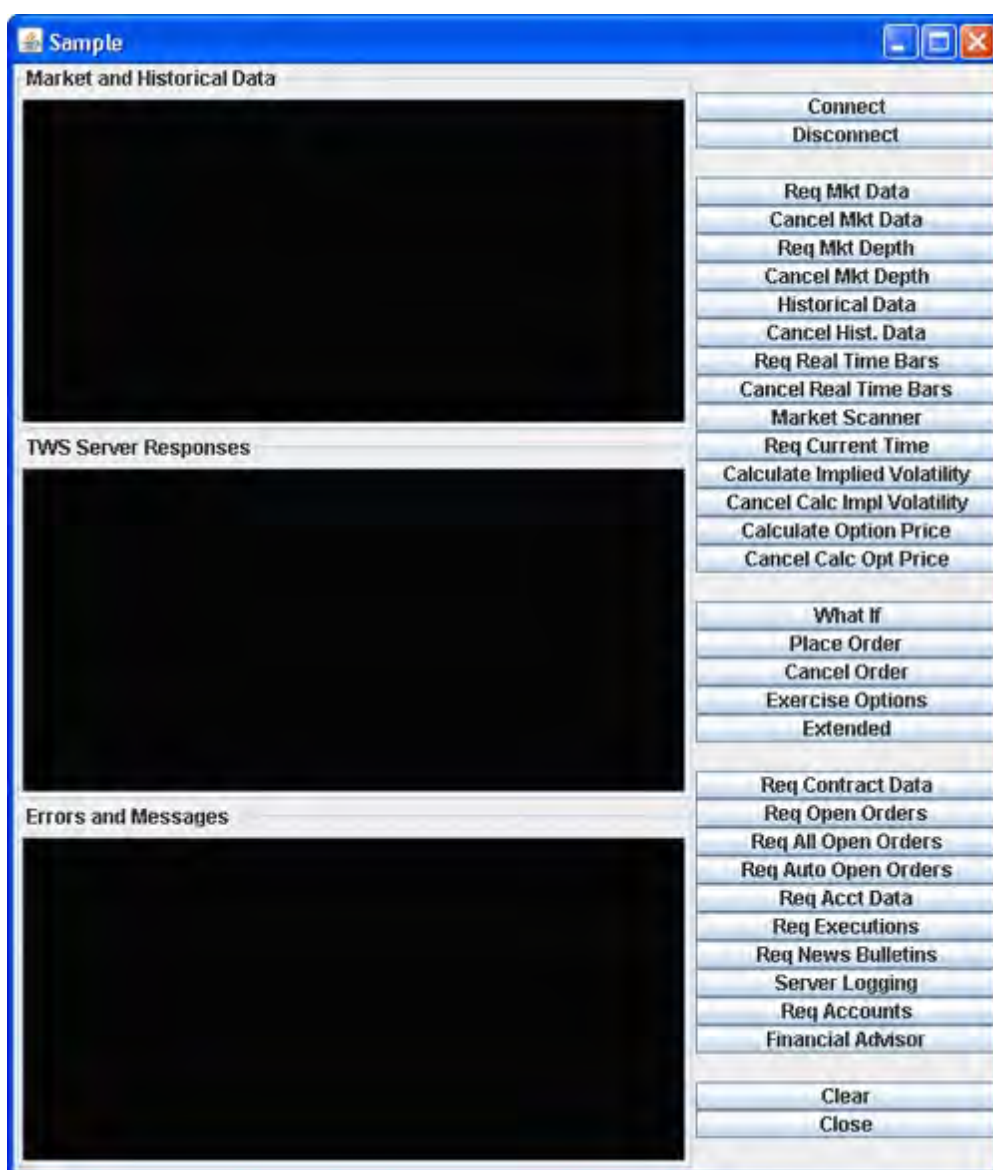 Sample
Market and Historical Data
Connect
Disconnect
Req Mkt Data
Cancel Mkt Data
Req Mkt Depth
Cancel Mkt Depth
Historical Data
Cancel Hist. Data
Req Real Time Bars
Cancel Real Time Bars
Market Scanner
TWS Server Responses
Req Current Time
Calculate Implied Volatility
Cancel Calc Impl Volatility
Calculate Option Price
Cancel Calc Opt Price
What If
Place Order
Cancel Order
Exercise Options
Extended
Req Contract Data
Errors and Messages
Req Open Orders
Req All Open Orders
Req Auto Open Orders
Req Acct Data
Req Executions
Req News Bulletins
Server Logging
Req Accounts
Financial Advisor
Clear
Close